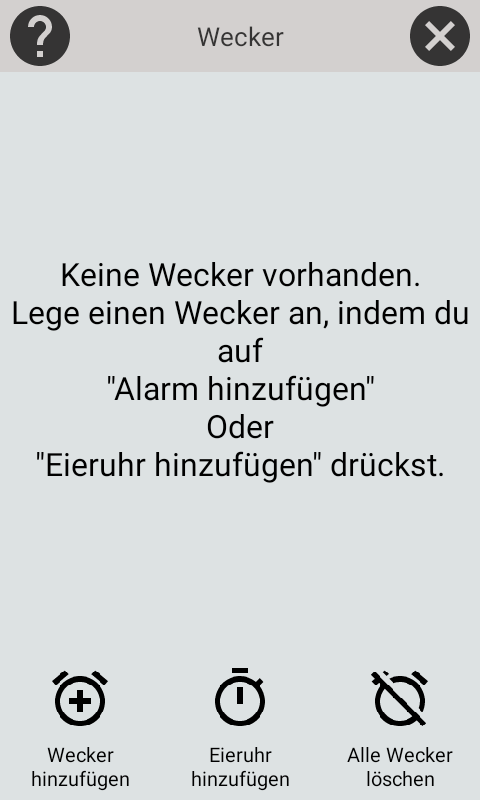 Wecker
Keine Wecker vorhanden.
Lege einen Wecker an, indem du
auf
"Alarm hinzufügen"
Oder
"Eieruhr hinzufügen" drückst.
Wecker
hinzufügen
Eieruhr
hinzufügen
Alle Wecker
löschen